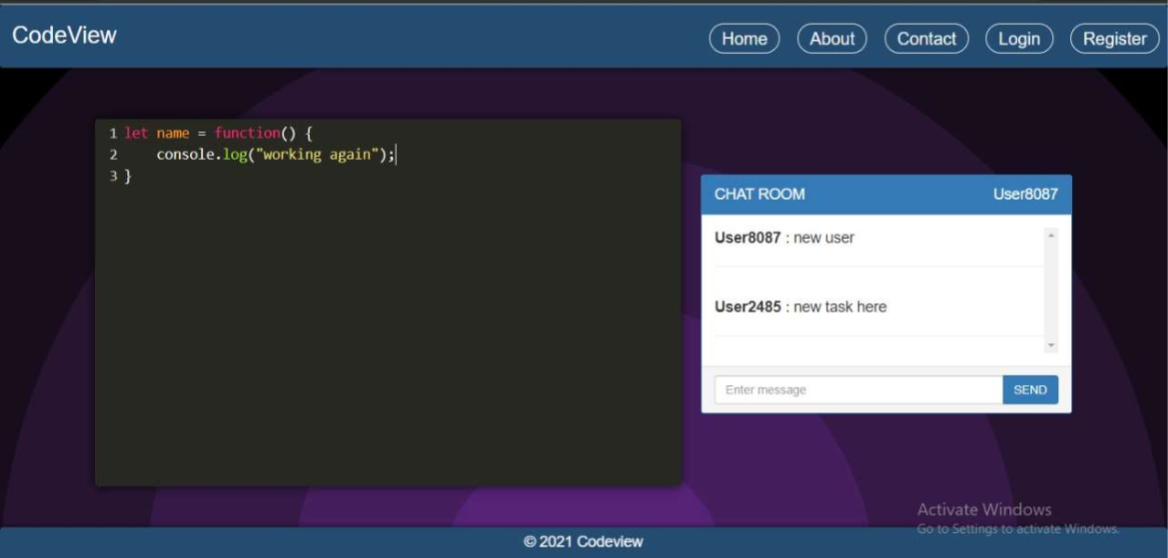 CodeView
Home About Contact Login Register
1 let name = function() {
2     console.log("working again");
3 }
CHAT ROOM User8087
User8087 : new user
User2485 : new task here
Enter message SEND
Activate Windows
Go to Settings to activate Windows.
© 2021 Codeview